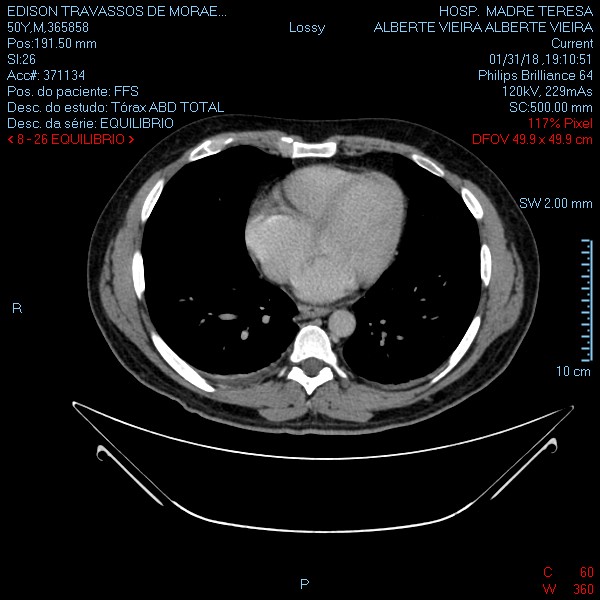 EDISON TRAVASSOS DE MORAE...
50Y,M,365858
Pos:191.50 mm
Sl:26
Acc#: 371134
Pos. do paciente: FFS
Desc. do estudo: Tórax ABD TOTAL
Desc. da série: EQUILIBRIO
< 8 - 26 EQUILIBRIO >
Lossy
HOSP. MADRE TERESA
ALBERTE VIEIRA ALBERTE VIEIRA
Current
01/31/18 ,19:10:51
Philips Brilliance 64
120kV, 229mAs
SC:500.00 mm
117% Pixel
DFOV 49.9 x 49.9 cm
SW 2.00 mm
R
10 cm
P
C 60
W 360